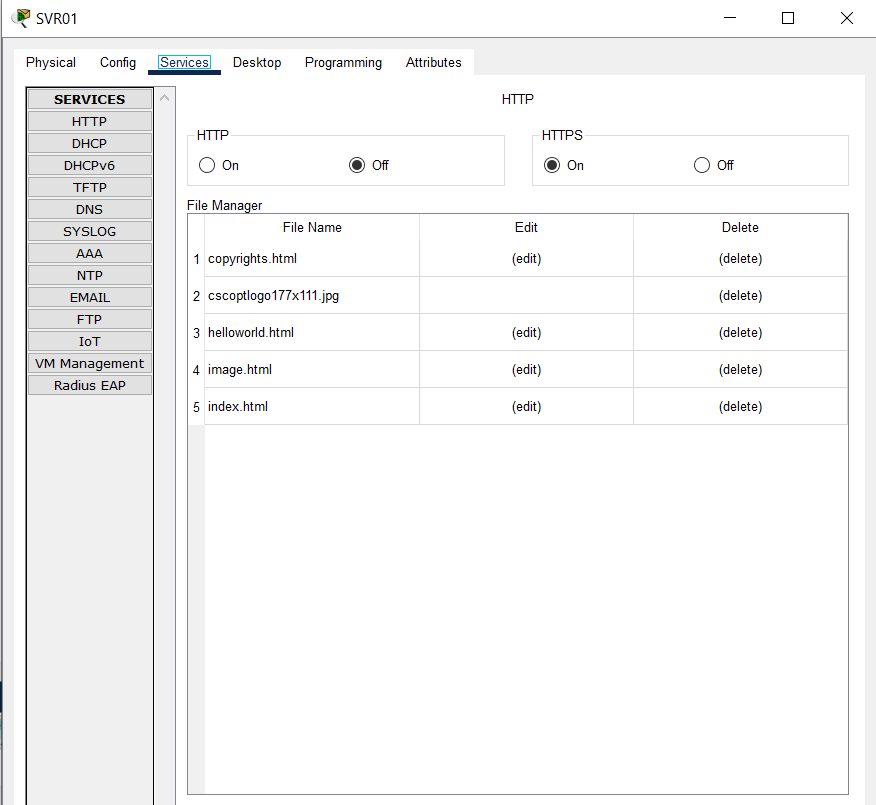 SVR01
Physical Config Services Desktop Programming Attributes
SERVICES
HTTP
DHCP
DHCPv6
TFTP
DNS
SYSLOG
AAA
NTP
EMAIL
FTP
IoT
VM Management
Radius EAP
HTTP
HTTP
On Off
HTTPS
On Off
File Manager
File Name Edit Delete
1 copyrights.html (edit) (delete)
2 cscoptlogo177x111.jpg (delete)
3 helloworld.html (edit) (delete)
4 image.html (edit) (delete)
5 index.html (edit) (delete)